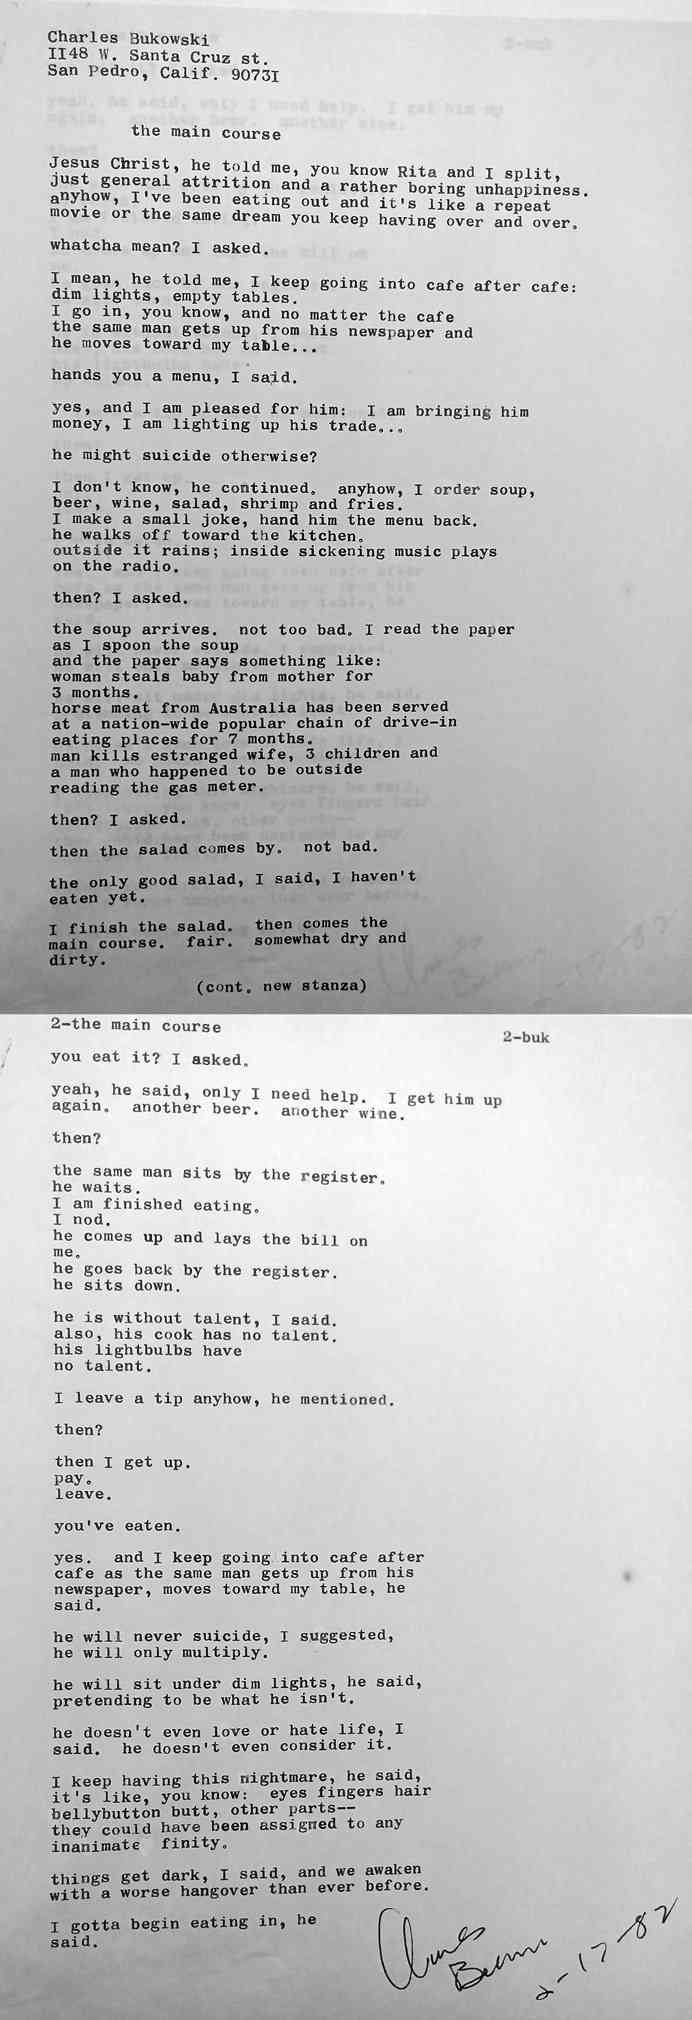 Charles Bukowski
II48 W. Santa Cruz st.
San Pedro, Calif. 9073I
the main course
Jesus Christ, he told me, you know Rita and I split,
just general attrition and a rather boring unhappiness.
anyhow, I've been eating out and it's like a repeat
movie or the same dream you keep having over and over.
whatcha mean? I asked.
I mean, he told me, I keep going into cafe after cafe:
dim lights, empty tables.
I go in, you know, and no matter the cafe
the same man gets up from his newspaper and
he moves toward my table...
hands you a menu, I said.
yes, and I am pleased for him: I am bringing him
money, I am lighting up his trade...
he might suicide otherwise?
I don't know, he continued. anyhow, I order soup,
beer, wine, salad, shrimp and fries.
I make a small joke, hand him the menu back.
he walks off toward the kitchen.
outside it rains; inside sickening music plays
on the radio.
then? I asked.
the soup arrives. not too bad. I read the paper
as I spoon the soup
and the paper says something like:
woman steals baby from mother for
3 months.
horse meat from Australia has been served
at a nation-wide popular chain of drive-in
eating places for 7 months.
man kills estranged wife, 3 children and
a man who happened to be outside
reading the gas meter.
then? I asked.
then the salad comes by. not bad.
the only good salad, I said, I haven't
eaten yet.
I finish the salad. then comes the
main course. fair. somewhat dry and
dirty.
(cont. new stanza)
2-the main course
2-buk
you eat it? I asked.
yeah, he said, only I need help. I get him up
again. another beer. another wine.
then?
the same man sits by the register.
he waits.
I am finished eating.
I nod.
he comes up and lays the bill on
me.
he goes back by the register.
he sits down.
he is without talent, I said.
also, his cook has no talent.
his lightbulbs have
no talent.
I leave a tip anyhow, he mentioned.
then?
then I get up.
pay.
leave.
you've eaten.
yes. and I keep going into cafe after
cafe as the same man gets up from his
newspaper, moves toward my table, he
said.
he will never suicide, I suggested,
he will only multiply.
he will sit under dim lights, he said,
pretending to be what he isn't.
he doesn't even love or hate life, I
said. he doesn't even consider it.
I keep having this nightmare, he said,
it's like, you know: eyes fingers hair
bellybutton butt, other parts--
they could have been assigned to any
inanimate finity.
things get dark, I said, and we awaken
with a worse hangover than ever before.
I gotta begin eating in, he
said.
2-17-82